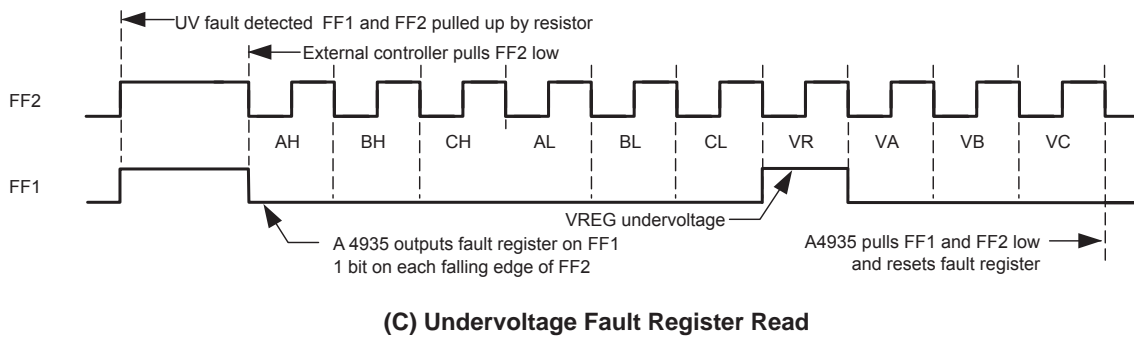 UV fault detected FF1 and FF2 pulled up by resistor
External controller pulls FF2 low
FF2
AH BH CH AL BL CL VR VA VB VC
FF1
VREG undervoltage
A 4935 outputs fault register on FF1
1 bit on each falling edge of FF2
A4935 pulls FF1 and FF2 low
and resets fault register
(C) Undervoltage Fault Register Read